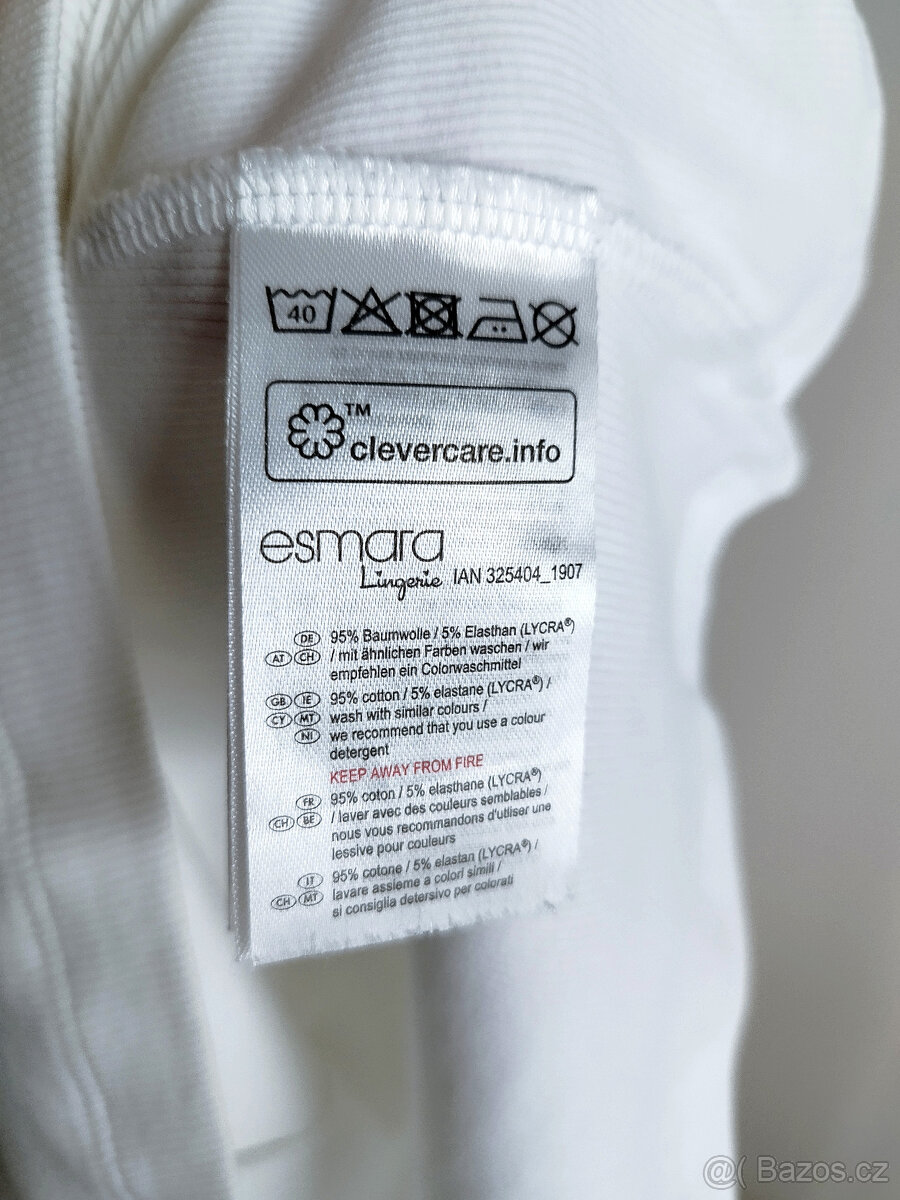 40
TM
clevercare.info
esmara
Lingerie IAN 325404_1907
DE 95% Baumwolle / 5% Elasthan (LYCRA®)
AT CH / mit ähnlichen Farben waschen / wir
empfehlen ein Colorwaschmittel
GB IE 95% cotton / 5% elastane (LYCRA®) /
CY MT wash with similar colours /
NI we recommend that you use a colour
detergent
KEEP AWAY FROM FIRE
FR 95% coton / 5% elasthane (LYCRA®)
CH BE / laver avec des couleurs semblables /
nous vous recommandons d'utiliser une
lessive pour couleurs
IT 95% cotone / 5% elastan (LYCRA®) /
CH MT lavare assieme a colori simili /
si consiglia detersivo per colorati
@( Bazos.cz